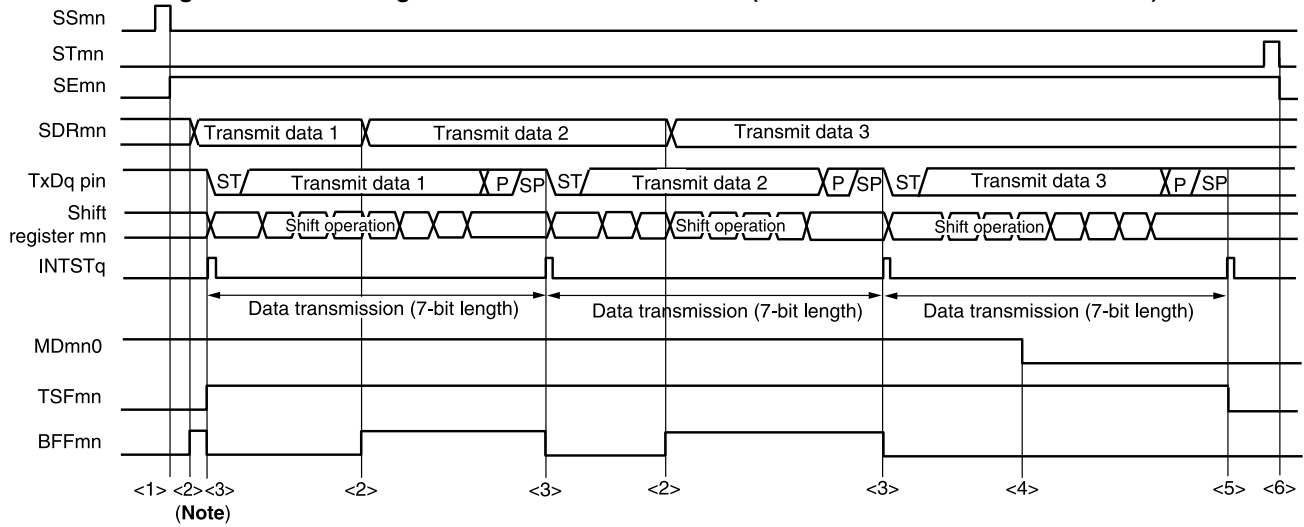 SSmn
STmn
SEmn
SDRmn Transmit data 1 Transmit data 2 Transmit data 3
TxDq pin ST Transmit data 1 P SP ST Transmit data 2 P SP ST Transmit data 3 P SP
Shift
register mn Shift operation Shift operation Shift operation
INTSTq
Data transmission (7-bit length) Data transmission (7-bit length) Data transmission (7-bit length)
MDmn0
TSFmn
BFFmn
<1> <2> <3> <2> <3> <2> <3> <4> <5> <6>
(Note)